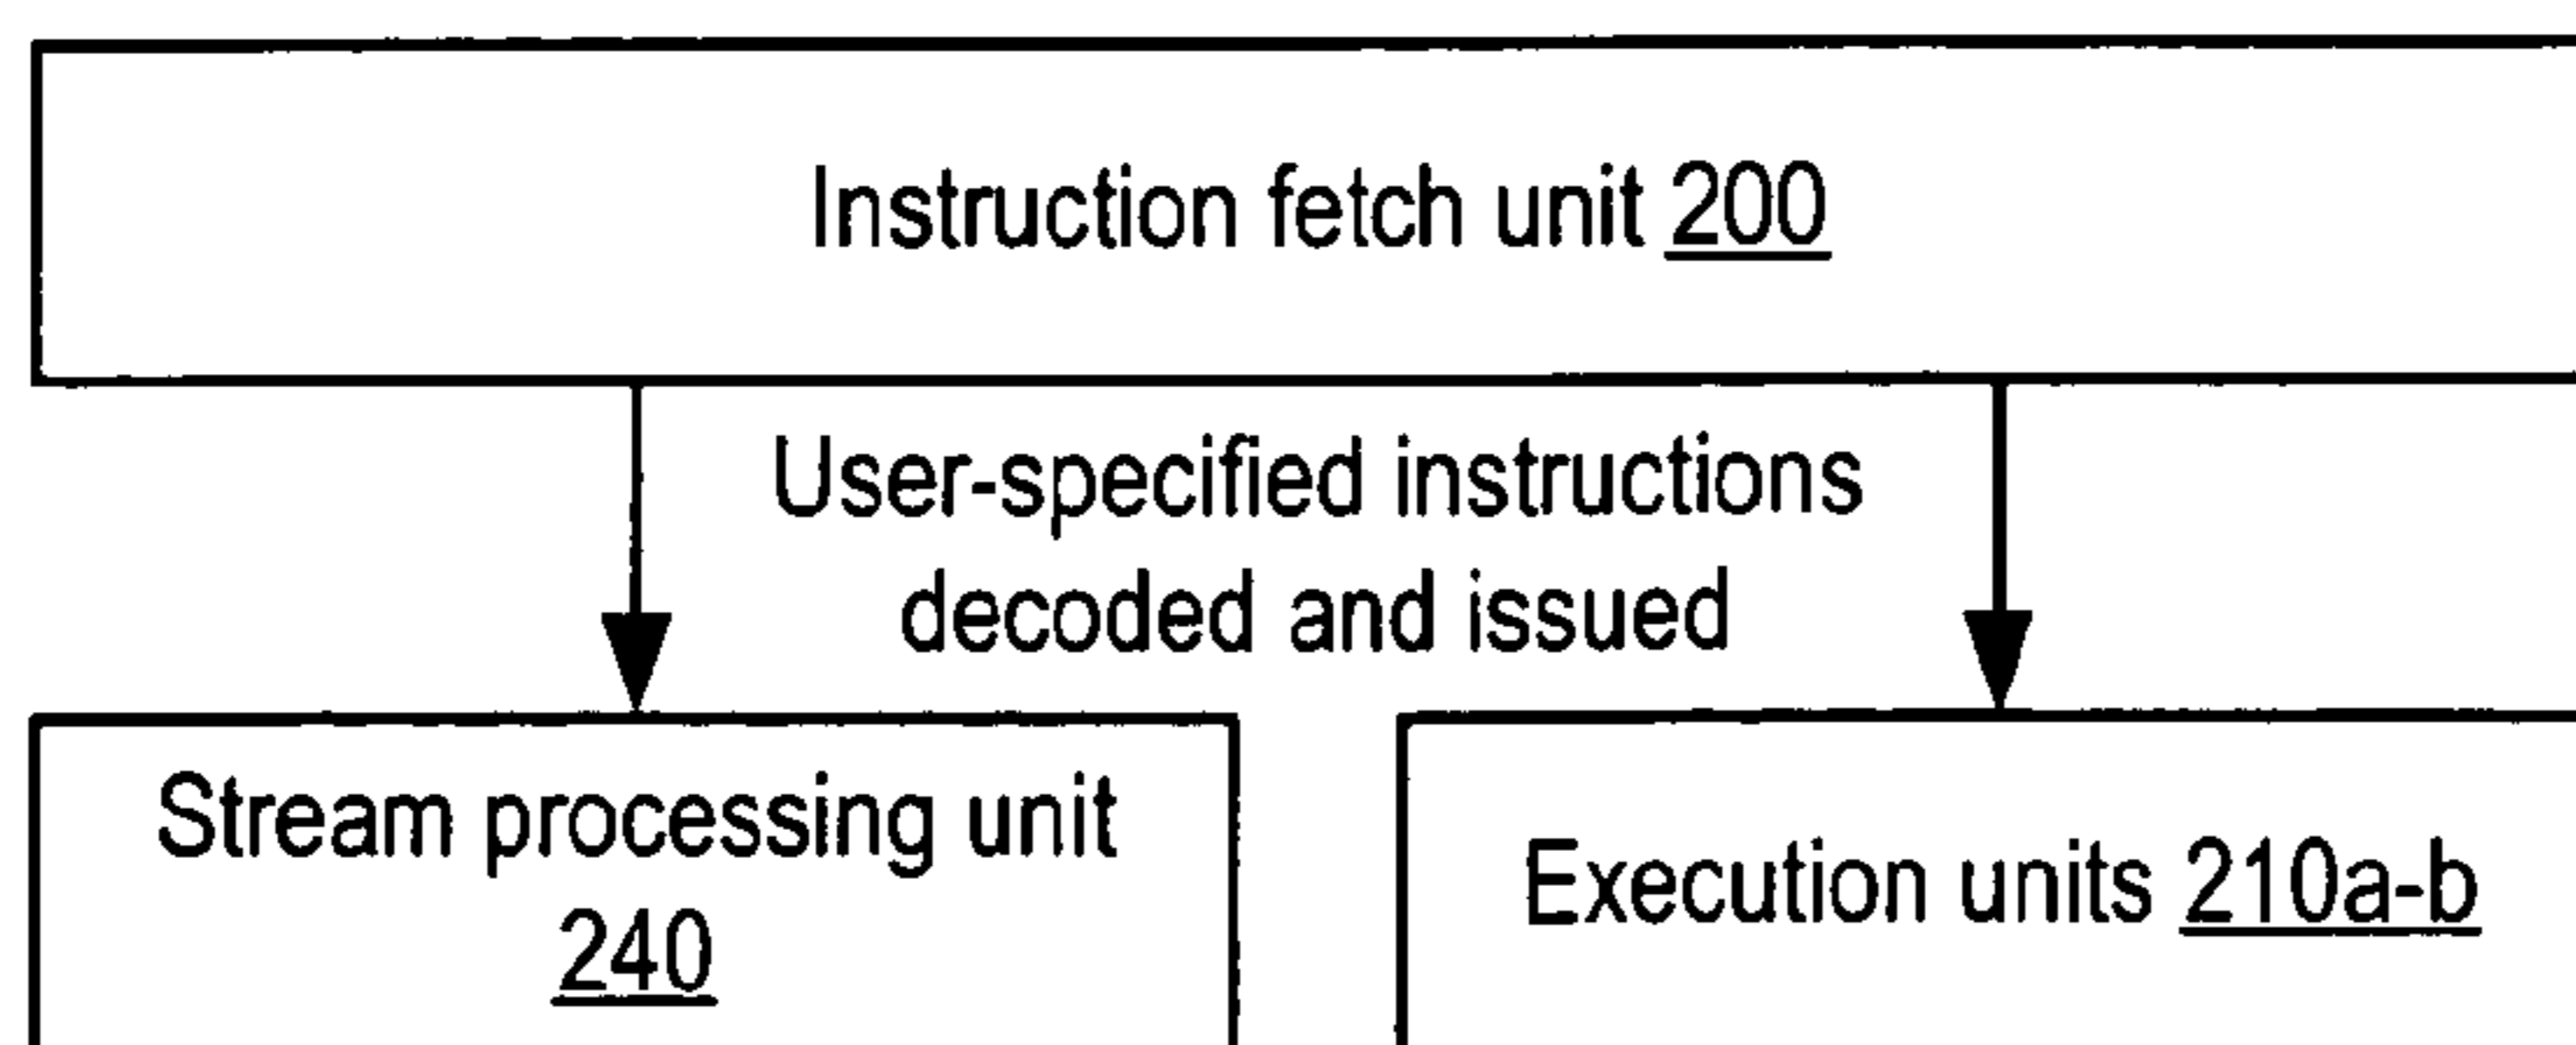 Instruction fetch unit 200
User-specified instructions
decoded and issued
Stream processing unit
240
Execution units 210a-b